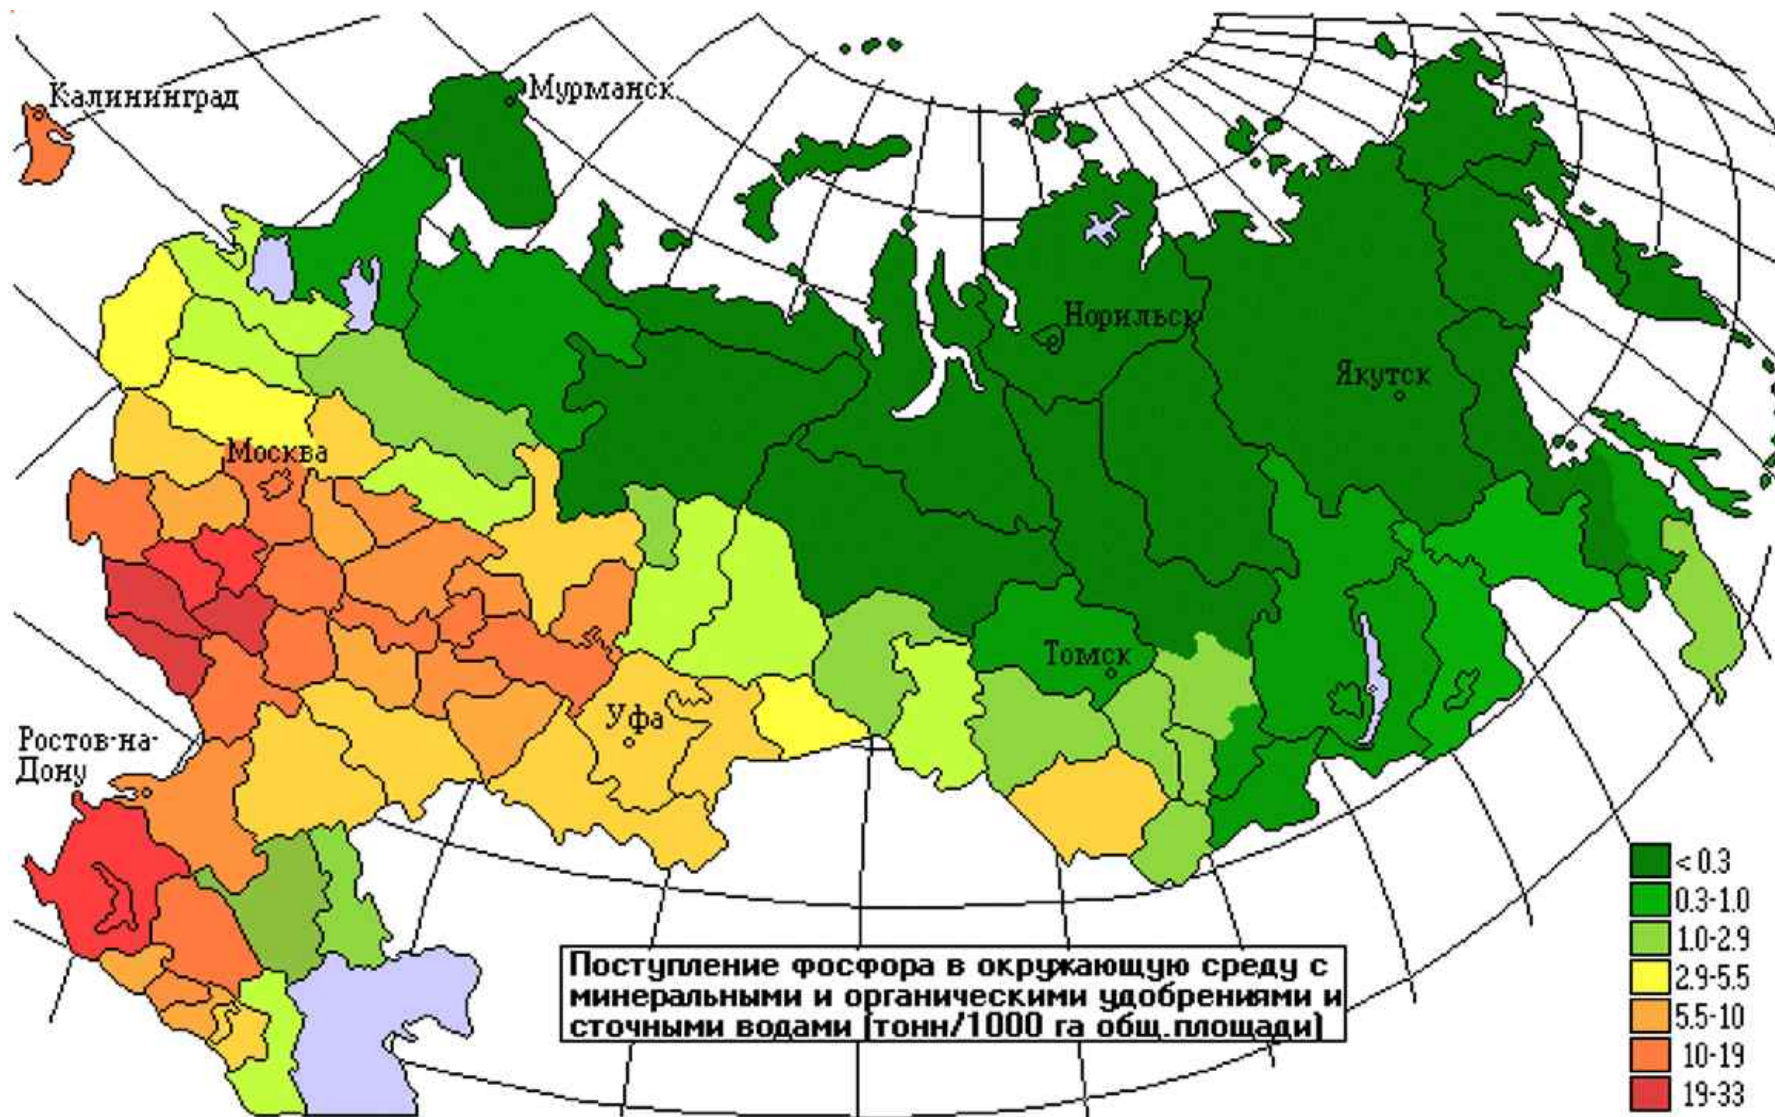 Калининград
Мурманск
Норильск
Якутск
Москва
Томск
Уфа
Ростов-на-
Дону
< 0.3
0.3-1.0
1.0-2.9
2.9-5.5
5.5-10
10-19
19-33
Поступление фосфора в окружающую среду с
минеральными и органическими удобрениями и
сточными водами (тонн/1000 га общ.площади)